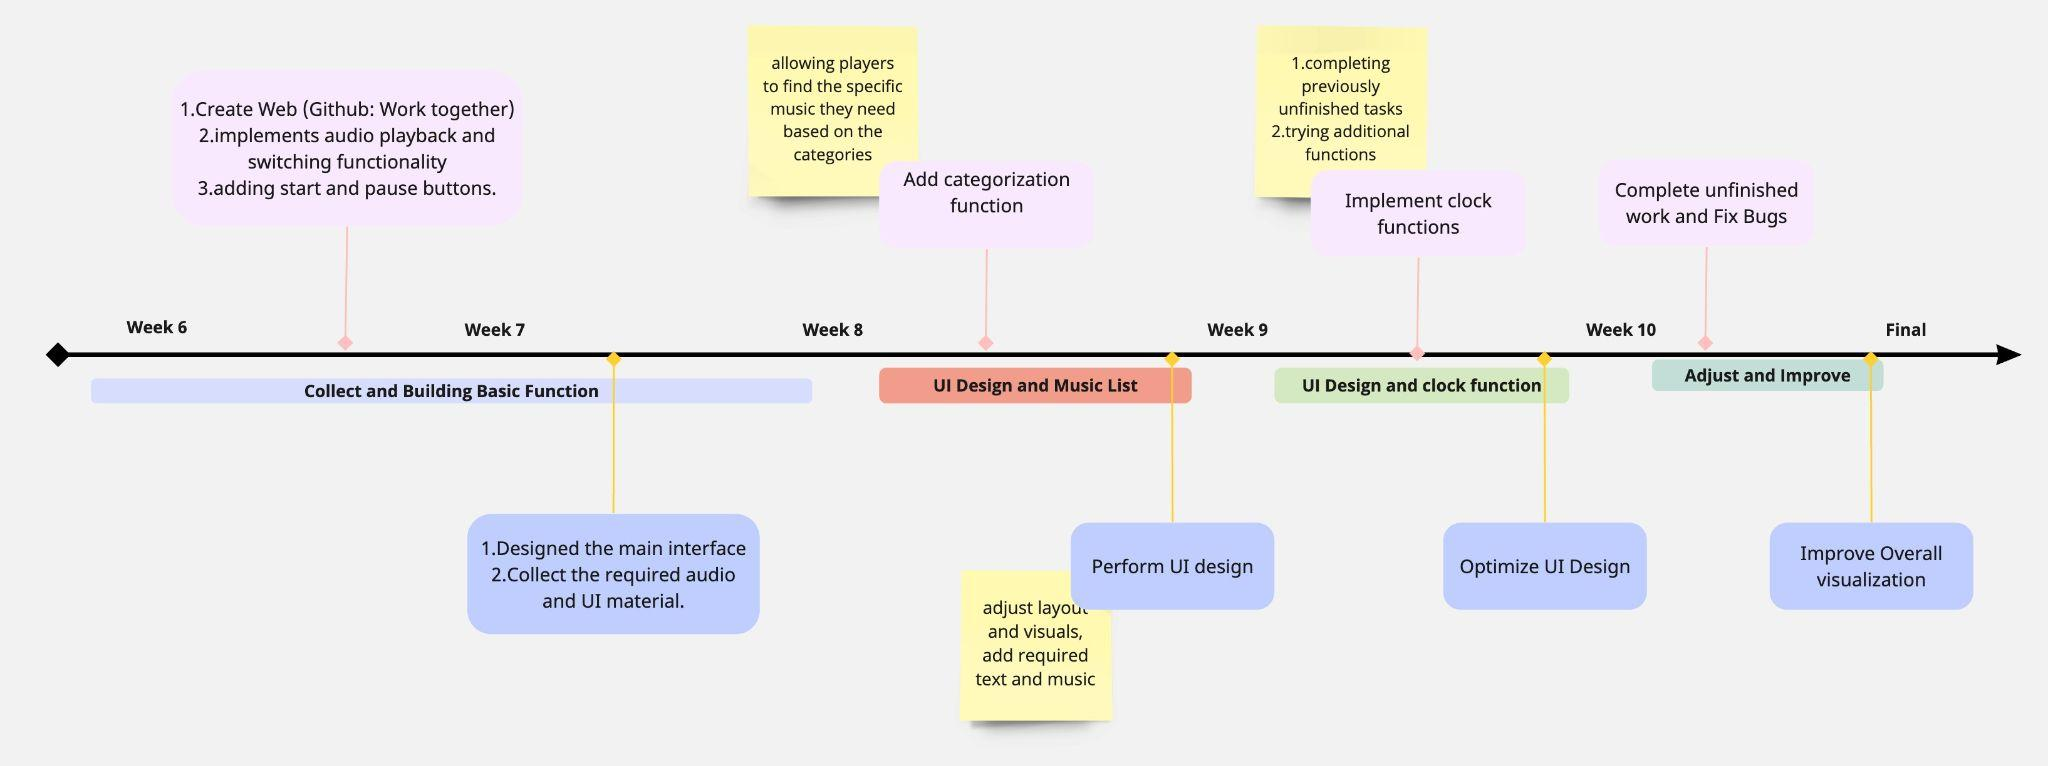 1.Create Web (Github: Work together)
2.implements audio playback and
switching functionality
3.adding start and pause buttons.
allowing players
to find the specific
music they need
based on the
categories
Add categorization
function
1.completing
previously
unfinished tasks
2.trying additional
functions
Implement clock
functions
Complete unfinished
work and Fix Bugs
Week 6
Week 7
Week 8
Week 9
Week 10
Final
Collect and Building Basic Function
UI Design and Music List
UI Design and clock function
Adjust and Improve
1.Designed the main interface
2.Collect the required audio
and UI material.
adjust layout
and visuals,
add required
text and music
Perform UI design
Optimize UI Design
Improve Overall
visualization